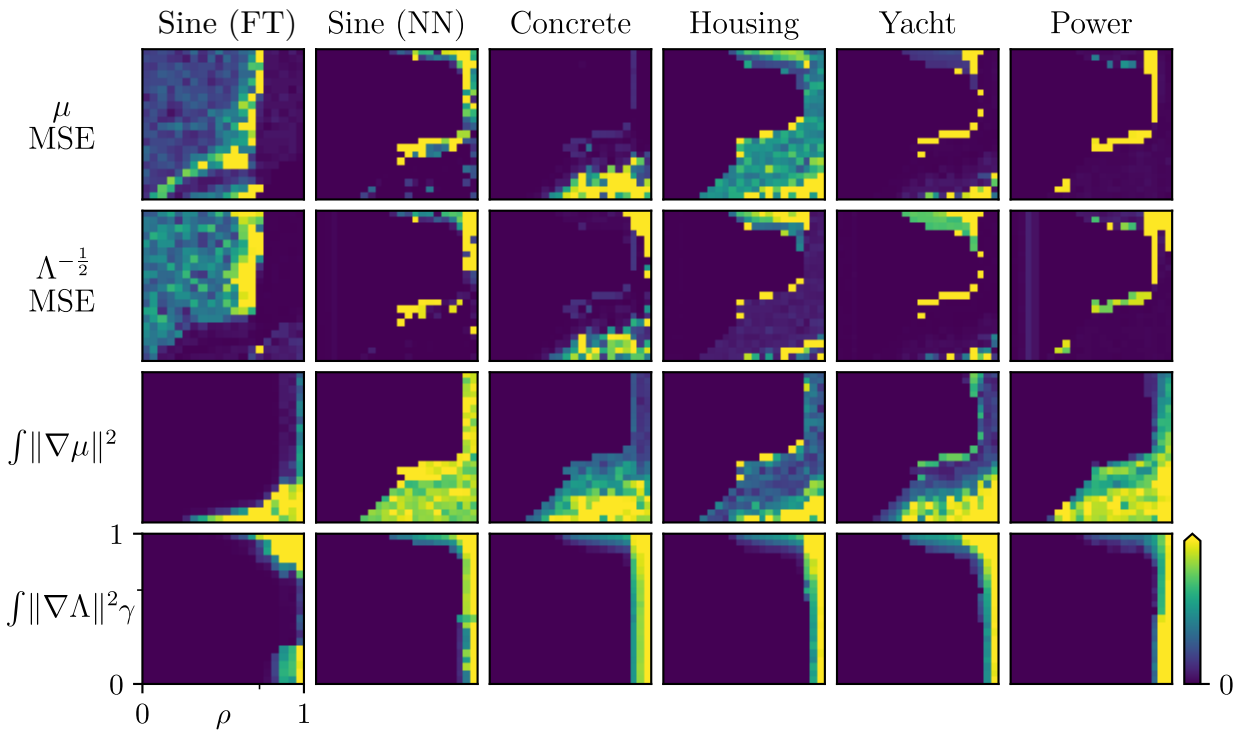 Sine (FT) Sine (NN) Concrete Housing Yacht Power
μ
MSE
Λ^{-1/2}
MSE
∫‖∇μ‖²
1
∫‖∇Λ‖²γ
0
0
0 ρ 1